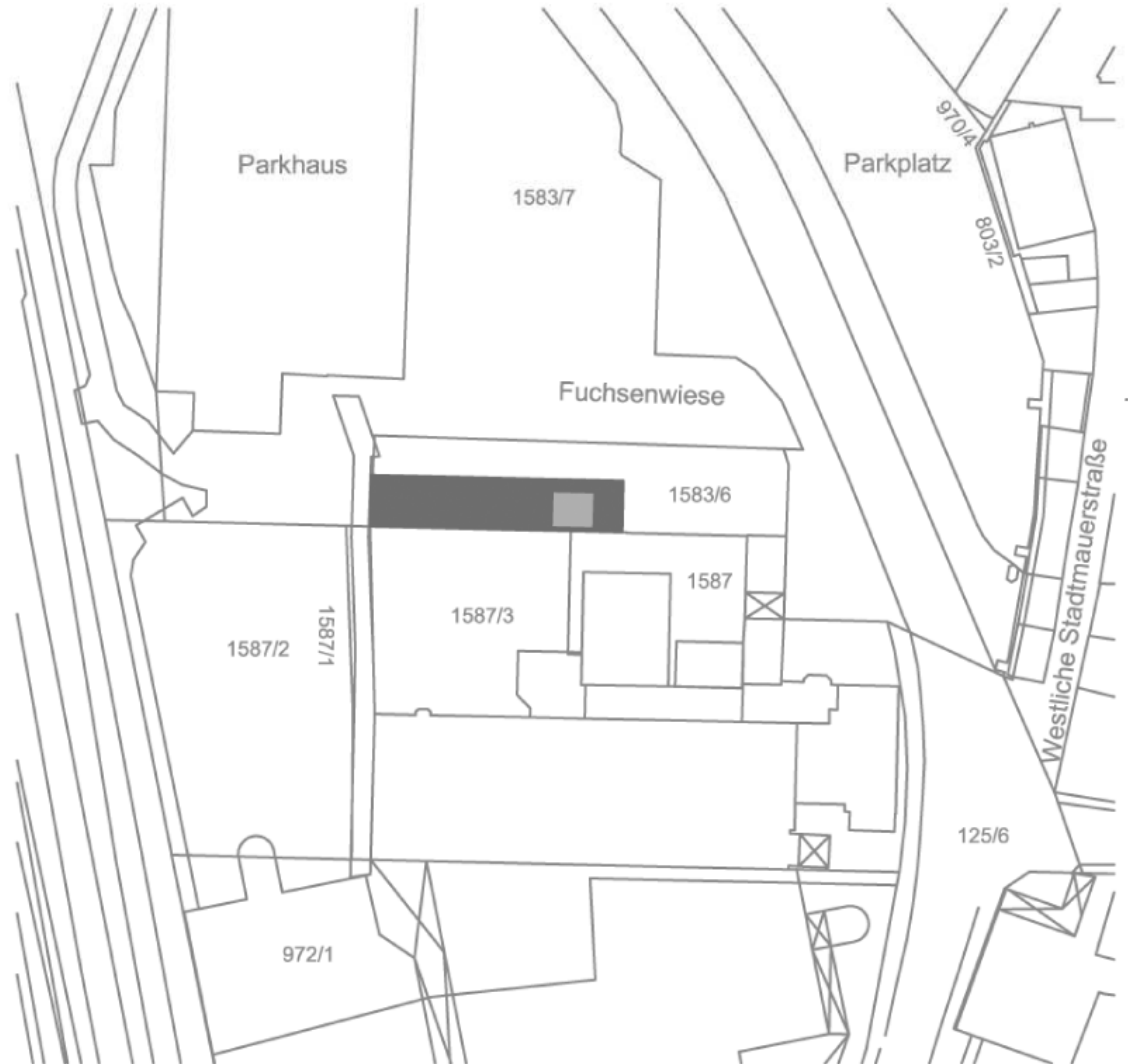 970/4
Parkhaus
Parkplatz
1583/7
803/2
Fuchsenwiese
1583/6
1587
1587/3
1587/1
1587/2
Westliche Stadtmauerstraße
125/6
972/1